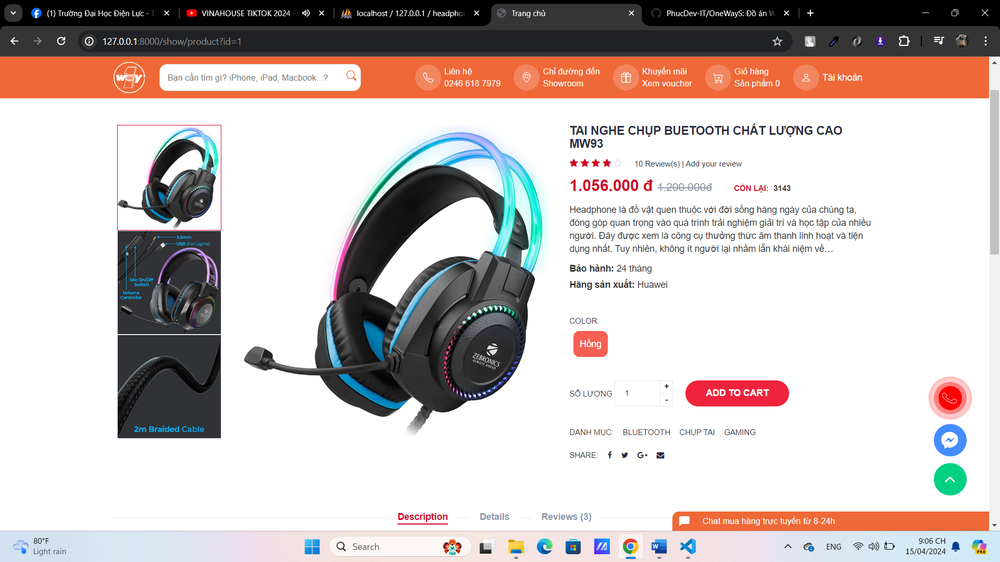 (1) Trường Đại Học Điện Lực - T
VINAHOUSE TIKTOK 2024 -
localhost / 127.0.0.1 / headpho
Trang chủ
PhucDev-IT/OneWayS: Đồ án W
127.0.0.1:8000/show/product?id=1
way
Bạn cần tìm gì? iPhone, iPad, Macbook...?
Liên hệ
0246 618 7979
Chỉ đường đến
Showroom
Khuyến mãi
Xem voucher
Giỏ hàng
Sản phẩm 0
Tài khoản
TAI NGHE CHỤP BUETOOTH CHẤT LƯỢNG CAO
MW93
10 Review(s) | Add your review
1.056.000 đ 1.200.000đ CÒN LẠI: 3143
Headphone là đồ vật quen thuộc với đời sống hàng ngày của chúng ta,
đóng góp quan trọng vào quá trình trải nghiệm giải trí và học tập của nhiều
người. Đây được xem là công cụ thưởng thức âm thanh linh hoạt và tiện
dụng nhất. Tuy nhiên, không ít người lại nhầm lẫn khái niệm về…
Bảo hành: 24 tháng
Hãng sản xuất: Huawei
COLOR:
Hồng
SỐ LƯỢNG 1 + -
ADD TO CART
DANH MỤC: BLUETOOTH CHỤP TAI GAMING
SHARE:
3.5mm
USB (For Lights)
Mic On/Off
Switch
Volume
Controller
2m Braided Cable
L
ZEBRONICS
ALWAYS AHEAD
Description
Details
Reviews (3)
Chat mua hàng trực tuyến từ 8-24h
80°F
Light rain
Search
ENG
9:06 CH
15/04/2024
PRE